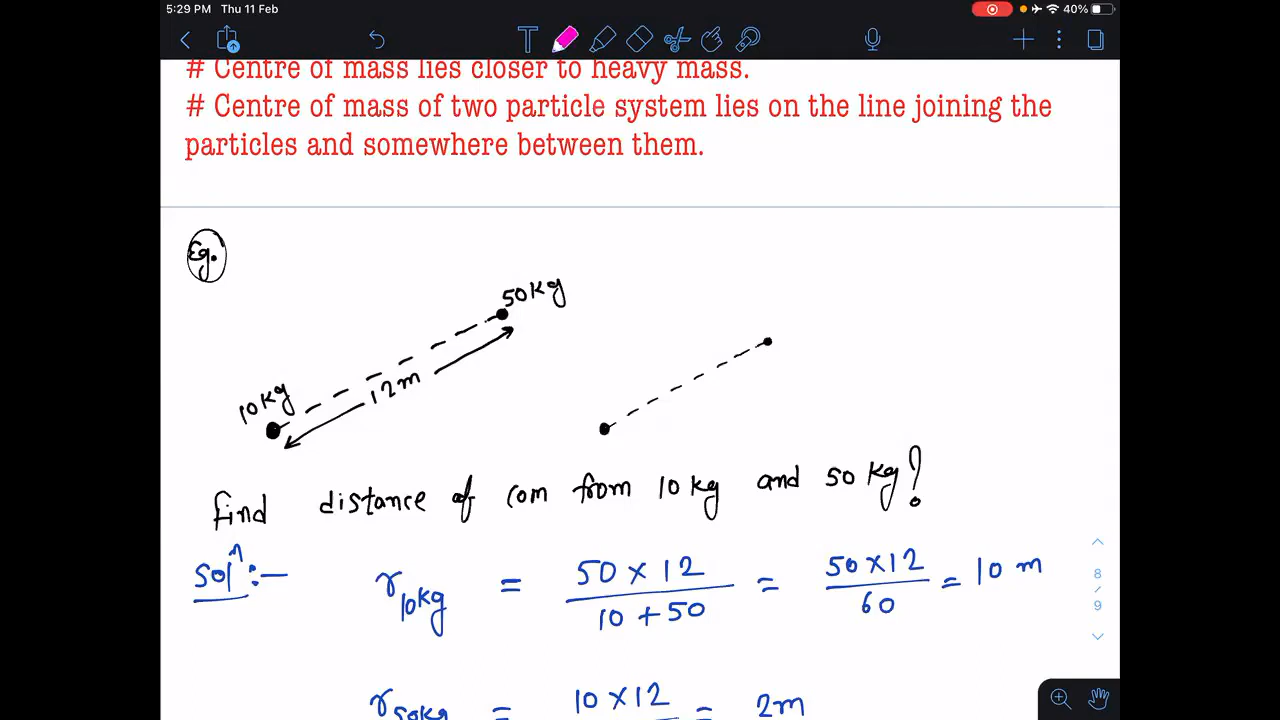 5:29 PM Thu 11 Feb
40%
# Centre of mass lies closer to heavy mass.
# Centre of mass of two particle system lies on the line joining the
particles and somewhere between them.
Eg.
50kg
12m
10kg
find distance of com from 10 kg and 50 kg?
Solⁿ :- r10kg = 50 × 12 / 10 + 50 = 50 × 12 / 60 = 10 m
8 / 9
r50kg = 10 × 12 = 2m